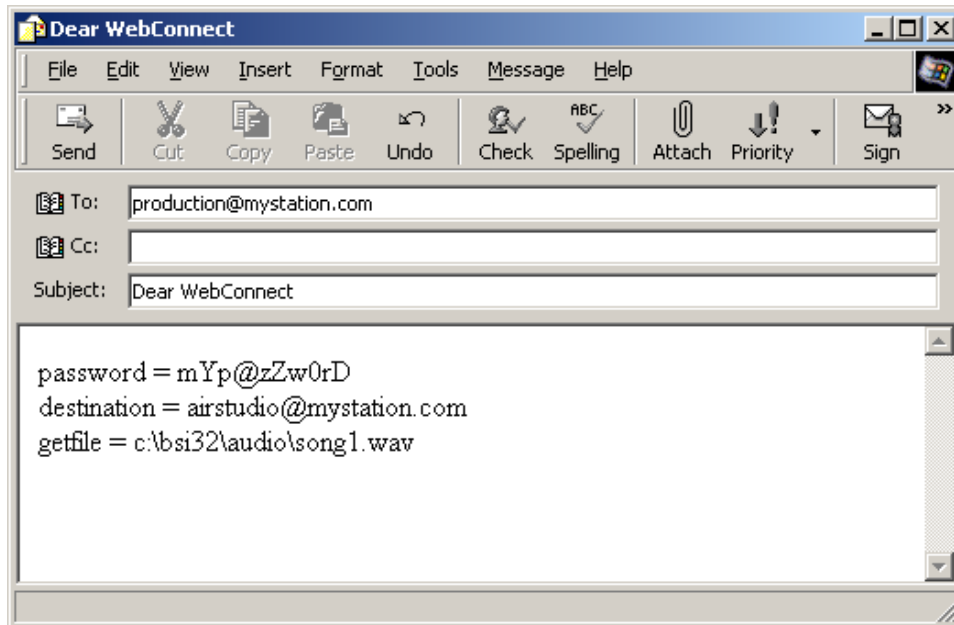 Dear WebConnect
File Edit View Insert Format Tools Message Help
Send Cut Copy Paste Undo Check Spelling Attach Priority Sign »
ABC
To: production@mystation.com
Cc:
Subject: Dear WebConnect
password = mYp@zZw0rD
destination = airstudio@mystation.com
getfile = c:\bsi32\audio\song1.wav